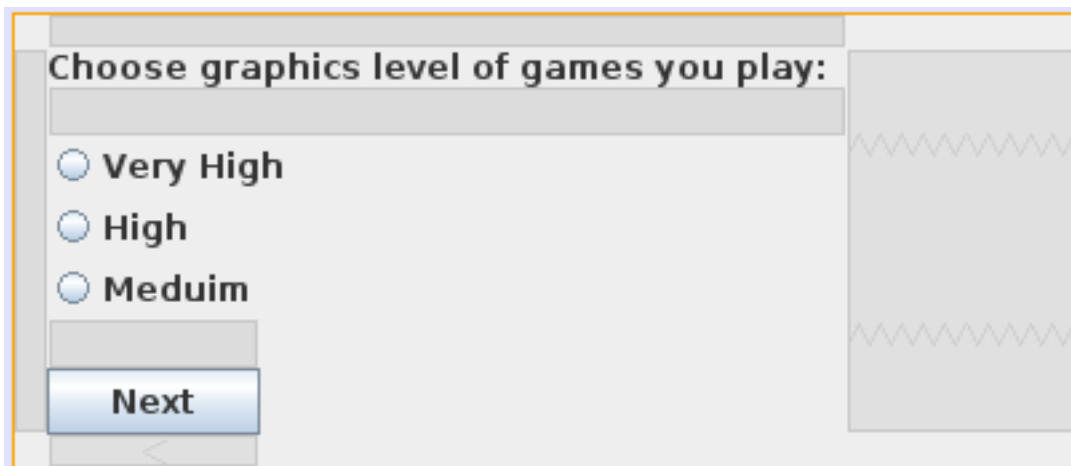 Choose graphics level of games you play:
Very High
High
Meduim
Next